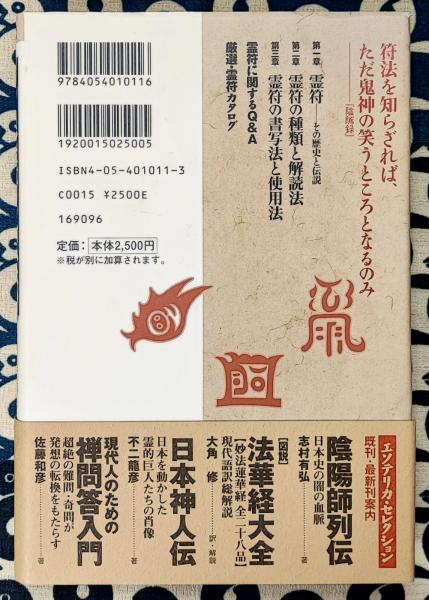 符法を知らざれば、
ただ鬼神の笑うところとなるのみ
『陰隲録』
第一章 霊符――その歴史と伝説
第二章 霊符の種類と解読法
第三章 霊符の書写法と使用法
霊符に関するQ&A
厳選・霊符カタログ
9784054010116
1920015025005
ISBN4-05-401011-3
C0015 ¥2500E
169096
定価：本体2,500円
※税が別に加算されます。
エソテリカ・セレクション
既刊・最新刊案内
陰陽師列伝
日本史の闇の血脈
志村有弘 著
[図説]
法華経大全
[妙法蓮華経 全二十八品]
現代語訳総解説
大角 修 訳・解説
日本神人伝
日本を動かした
霊的巨人たちの肖像
不二龍彦 著
現代人のための
禅問答入門
超絶の難問・奇問が
発想の転換をもたらす
佐藤和彦 著